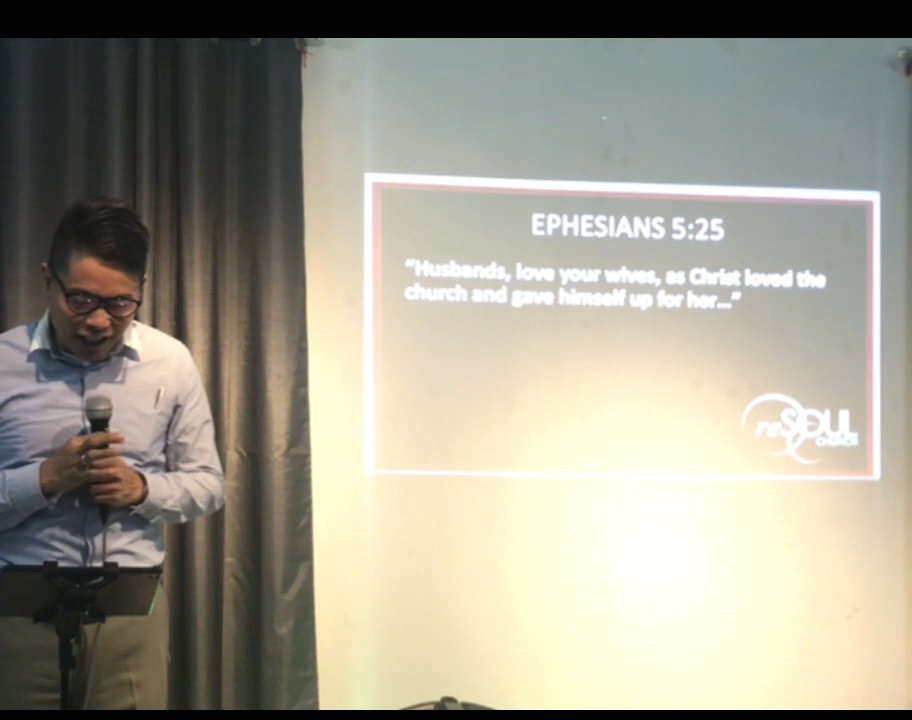 EPHESIANS 5:25
“Husbands, love your wives, as Christ loved the
church and gave himself up for her...”
reSOUL
CHURCH